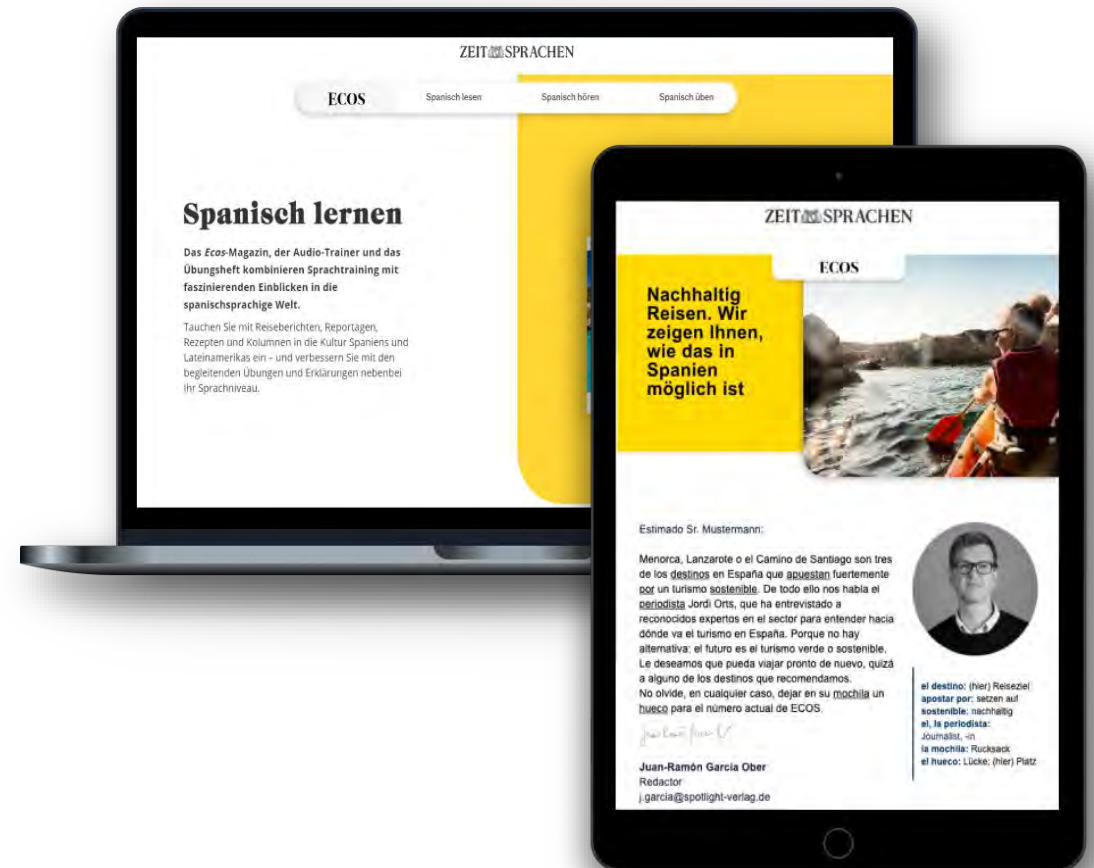 ZEIT SPRACHEN
ECOS
Spanisch lesen
Spanisch hören
Spanisch üben
Spanisch lernen
Das Ecos-Magazin, der Audio-Trainer und das
Übungsheft kombinieren Sprachtraining mit
faszinierenden Einblicken in die
spanischsprachige Welt.
Tauchen Sie mit Reiseberichten, Reportagen,
Rezepten und Kolumnen in die Kultur Spaniens und
Lateinamerikas ein – und verbessern Sie mit den
begleitenden Übungen und Erklärungen nebenbei
Ihr Sprachniveau.
ZEIT SPRACHEN
ECOS
Nachhaltig
Reisen. Wir
zeigen Ihnen,
wie das in
Spanien
möglich ist
Estimado Sr. Mustermann:
Menorca, Lanzarote o el Camino de Santiago son tres
de los destinos en España que apuestan fuertemente
por un turismo sostenible. De todo ello nos habla el
periodista Jordi Orts, que ha entrevistado a
reconocidos expertos en el sector para entender hacia
dónde va el turismo en España. Porque no hay
alternativa: el futuro es el turismo verde o sostenible.
Le deseamos que pueda viajar pronto de nuevo, quizá
a alguno de los destinos que recomendamos.
No olvide, en cualquier caso, dejar en su mochila un
hueco para el número actual de ECOS.
Juan-Ramón García Ober
Redactor
j.garcia@spotlight-verlag.de
el destino: (hier) Reiseziel
apostar por: setzen auf
sostenible: nachhaltig
el, la periodista:
Journalist, -in
la mochila: Rucksack
el hueco: Lücke; (hier) Platz